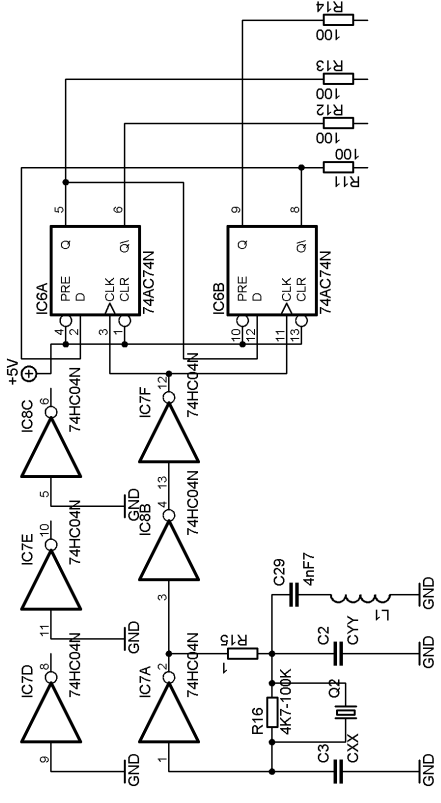 R14
100
R13
100
R12
100
R11
100
5
6
9
8
IC6A
Q
Q\
PRE
D
CLK
CLR
74AC74N
4
2
3
1
IC6B
Q
Q\
PRE
D
CLK
CLR
74AC74N
10
12
11
13
+5V
IC8C
6
5
74HC04N
GND
IC7F
12
13
74HC04N
IC7E
10
11
74HC04N
GND
IC8B
4
3
74HC04N
IC7D
8
9
74HC04N
GND
IC7A
2
1
74HC04N
R15
1
C29
4nF7
L1
GND
C2
CYY
GND
R16
4K7-100K
Q2
C3
CXX
GND